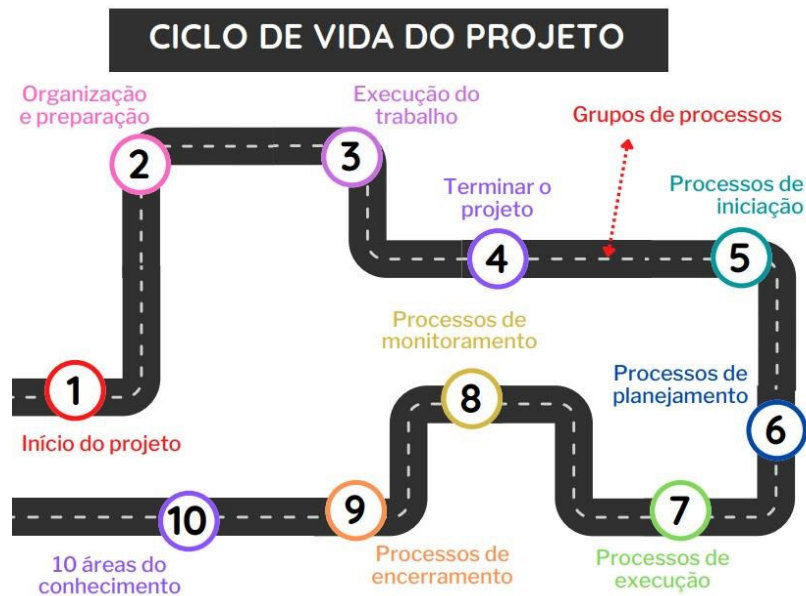 CICLO DE VIDA DO PROJETO
Organização
e preparação
2
Execução do
trabalho
3
Grupos de processos
Terminar o
projeto
4
Processos de
iniciação
5
Processos de
monitoramento
8
Processos de
planejamento
6
1
Início do projeto
10
10 áreas do
conhecimento
9
Processos de
encerramento
7
Processos de
execução